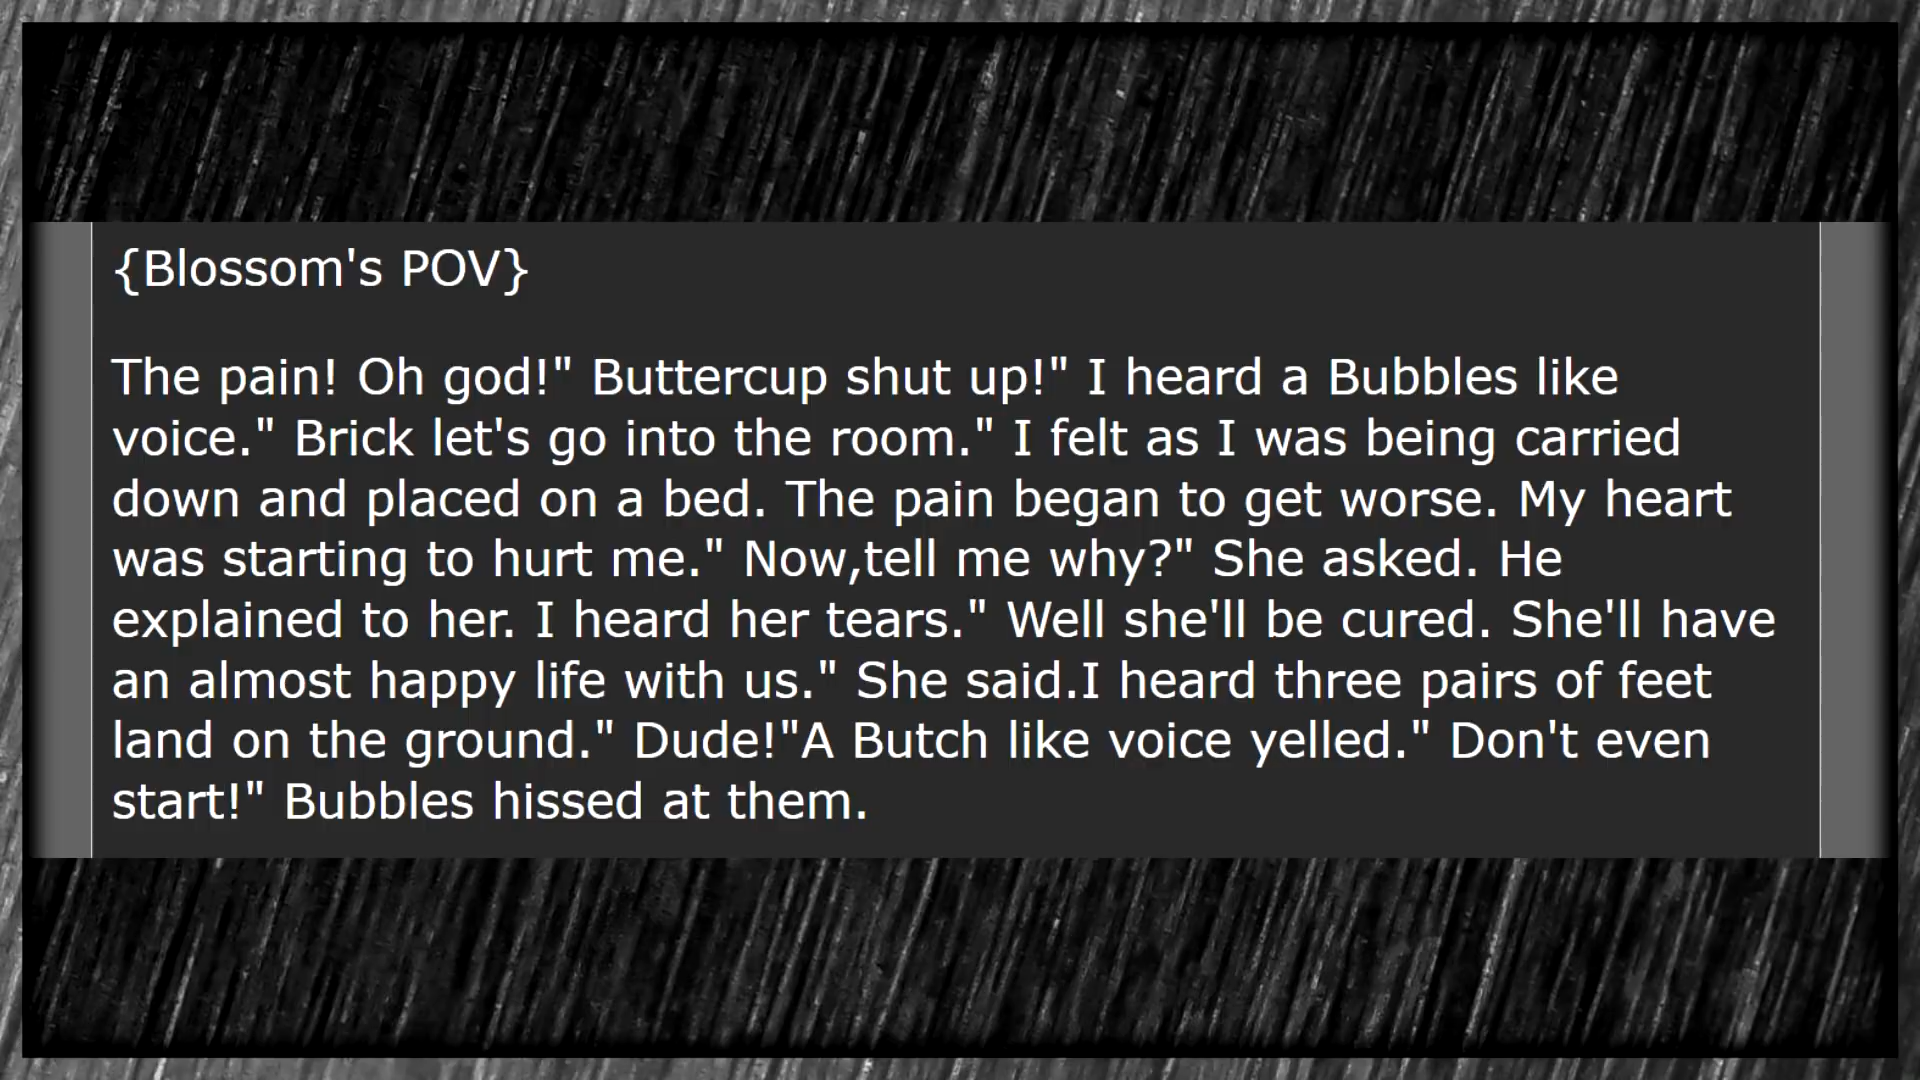 {Blossom's POV}
The pain! Oh god!" Buttercup shut up!" I heard a Bubbles like
voice." Brick let's go into the room." I felt as I was being carried
down and placed on a bed. The pain began to get worse. My heart
was starting to hurt me." Now,tell me why?" She asked. He
explained to her. I heard her tears." Well she'll be cured. She'll have
an almost happy life with us." She said.I heard three pairs of feet
land on the ground." Dude!"A Butch like voice yelled." Don't even
start!" Bubbles hissed at them.